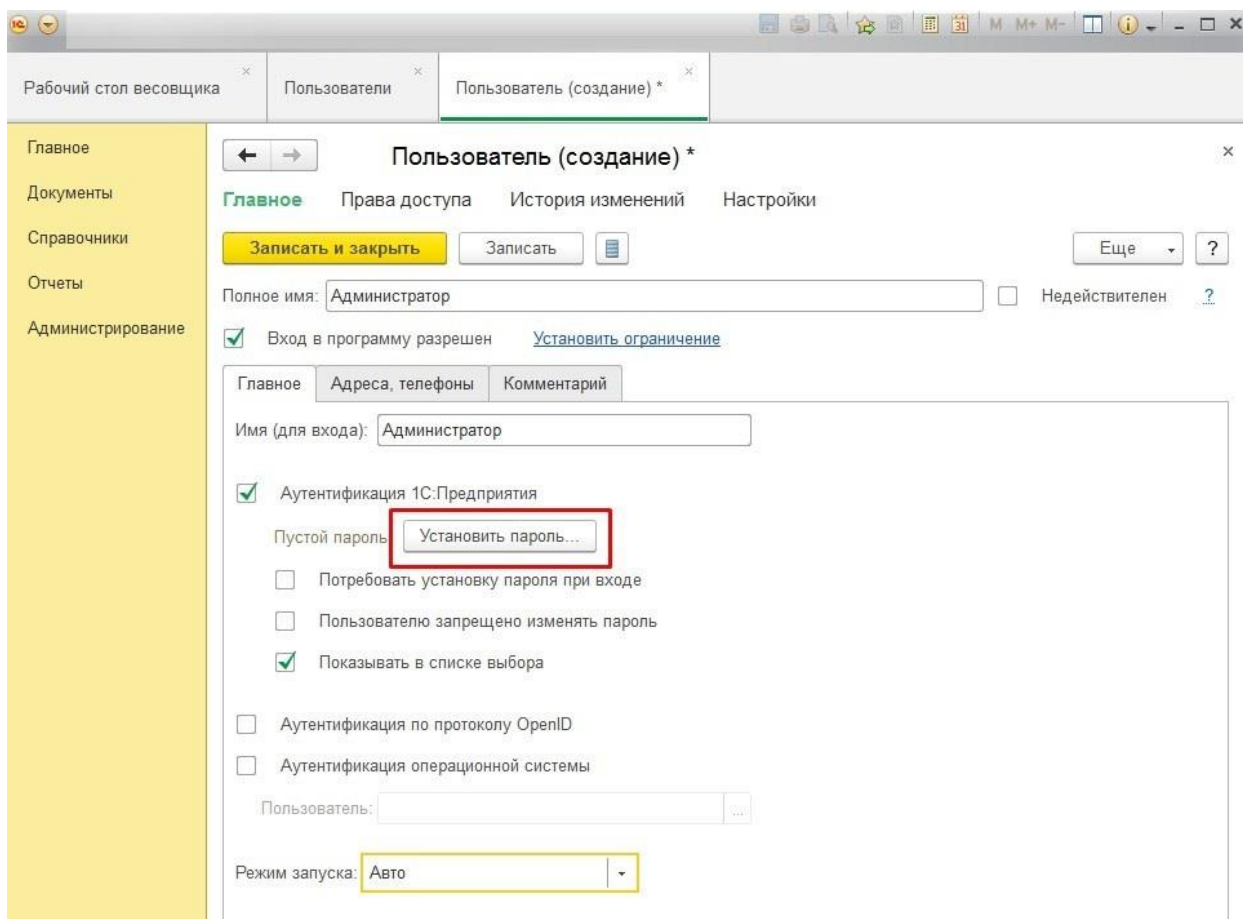 1С 31 M M+ M- i
Рабочий стол весовщика Пользователи Пользователь (создание) *
Главное
Документы
Справочники
Отчеты
Администрирование
Пользователь (создание) *
Главное Права доступа История изменений Настройки
Записать и закрыть Записать Еще ?
Полное имя: Администратор Недействителен ?
Вход в программу разрешен Установить ограничение
Главное Адреса, телефоны Комментарий
Имя (для входа): Администратор
Аутентификация 1С:Предприятия
Пустой пароль Установить пароль...
Потребовать установку пароля при входе
Пользователю запрещено изменять пароль
Показывать в списке выбора
Аутентификация по протоколу OpenID
Аутентификация операционной системы
Пользователь: ...
Режим запуска: Авто